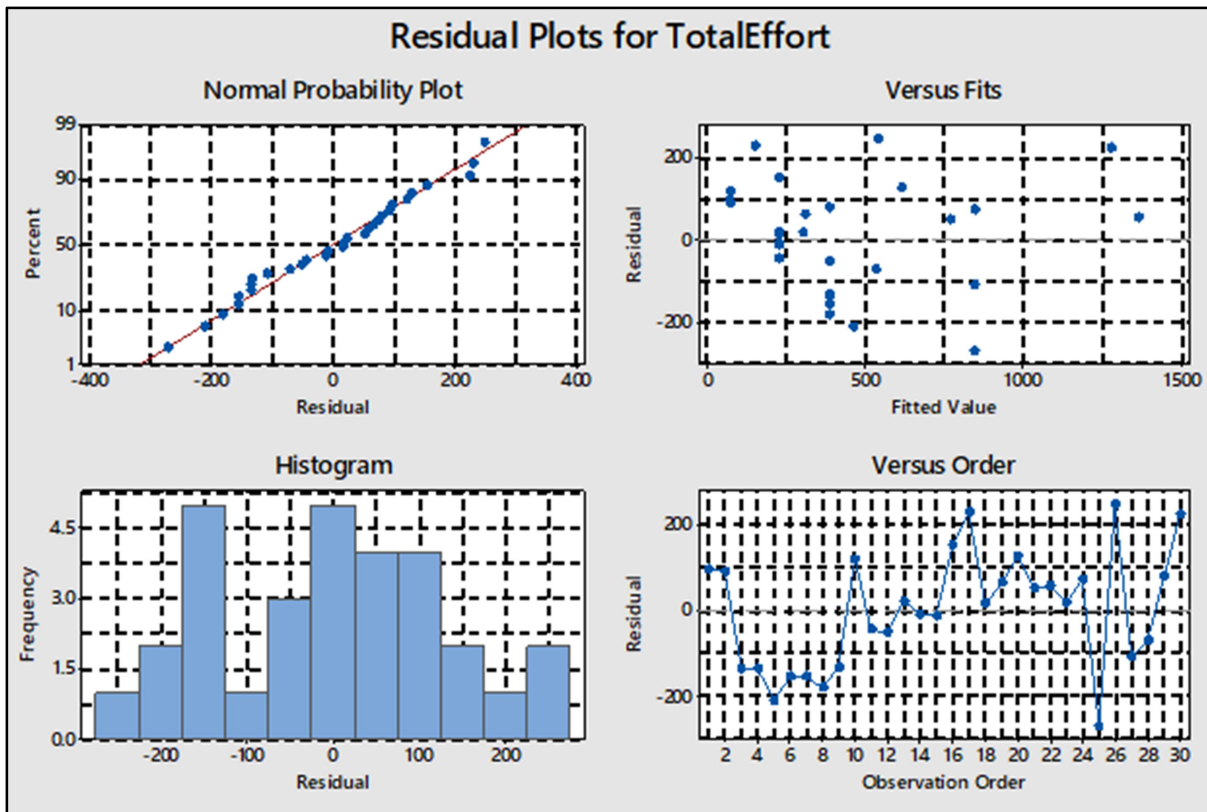 Residual Plots for TotalEffort
Normal Probability Plot
99
90
50
10
1
Percent
-400 -200 0 200 400
Residual
Versus Fits
200
0
-200
Residual
0 500 1000 1500
Fitted Value
Histogram
4.5
3.0
1.5
0.0
Frequency
-200 -100 0 100 200
Residual
Versus Order
200
0
-200
Residual
2 4 6 8 10 12 14 16 18 20 22 24 26 28 30
Observation Order